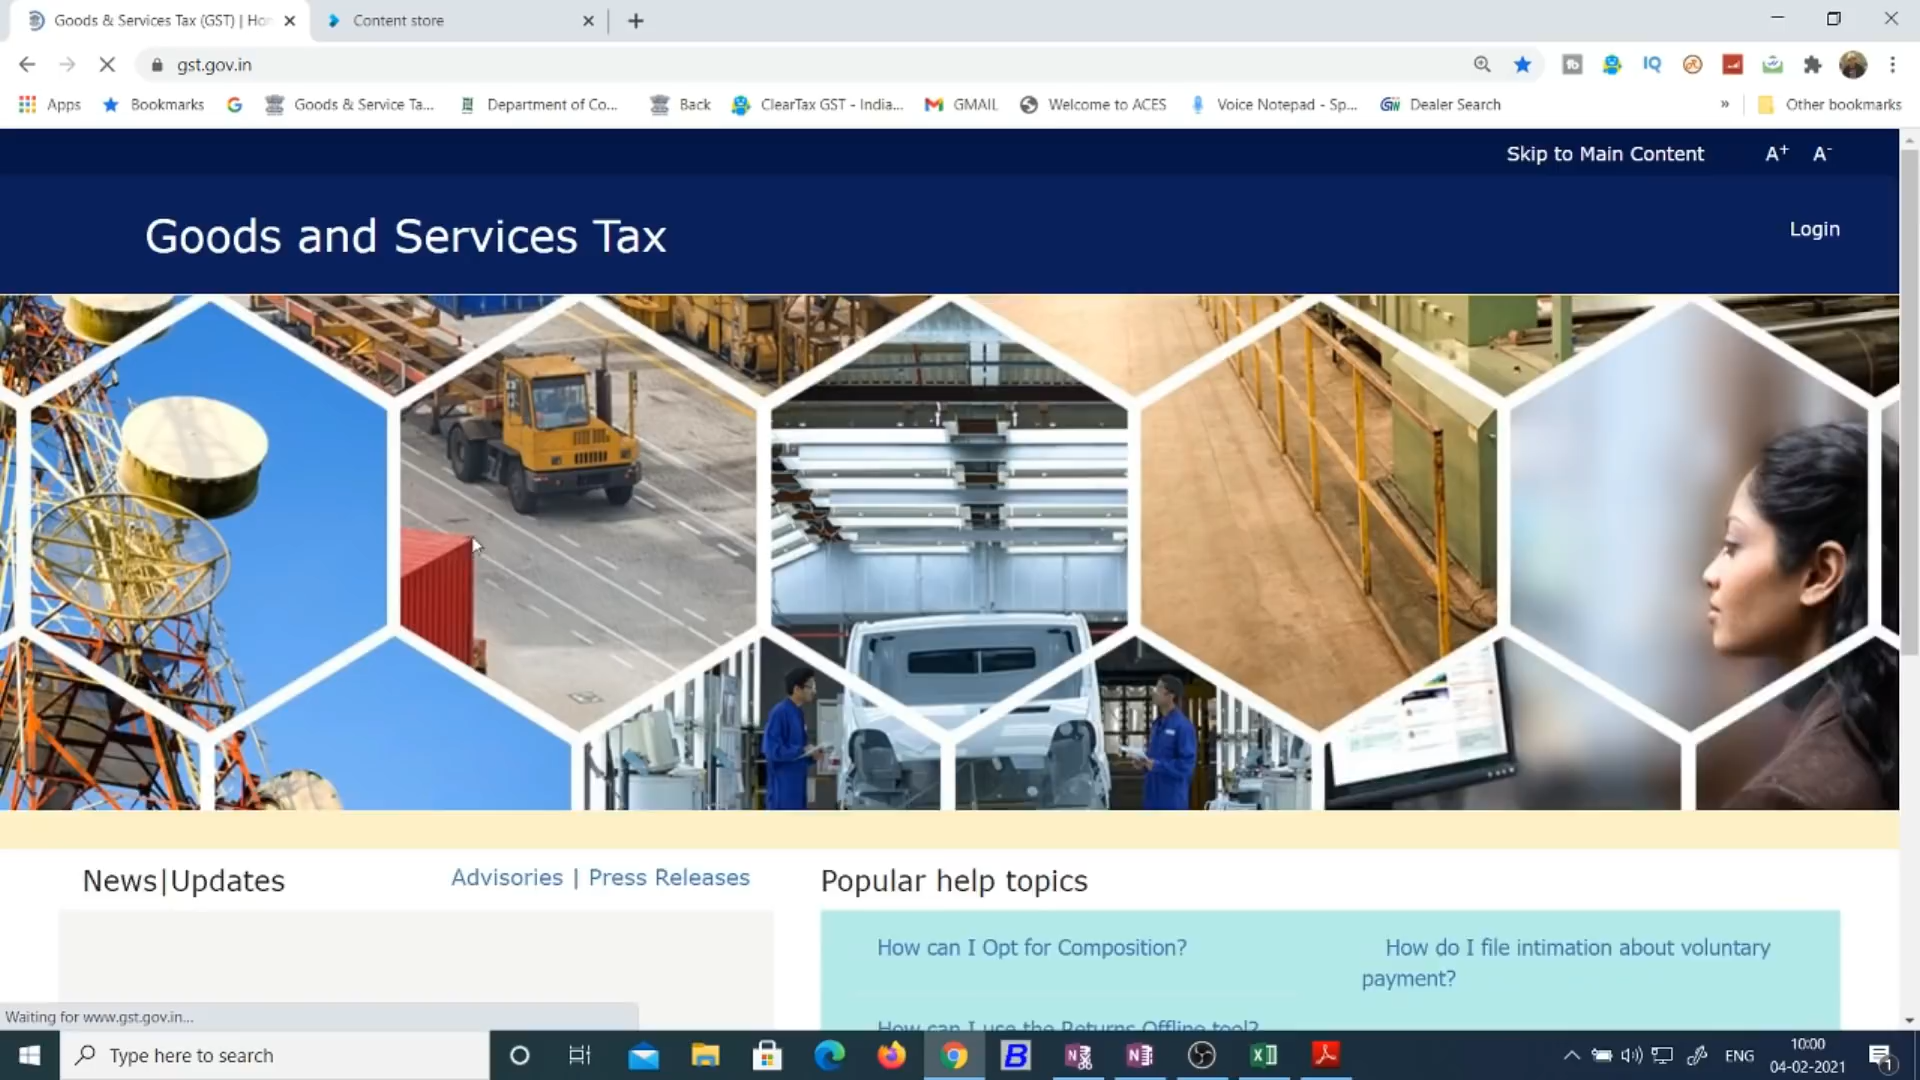 Goods & Services Tax (GST) | Hor
Content store
gst.gov.in
IQ
Apps
Bookmarks
Goods & Service Ta...
Department of Co...
Back
ClearTax GST - India...
GMAIL
Welcome to ACES
Voice Notepad - Sp...
Dealer Search
»
Other bookmarks
Skip to Main Content
A+
A-
Goods and Services Tax
Login
News|Updates
Advisories | Press Releases
Popular help topics
How can I Opt for Composition?
How do I file intimation about voluntary
payment?
How can I use the Returns Offline tool?
Waiting for www.gst.gov.in...
Type here to search
ENG
10:00
04-02-2021
1